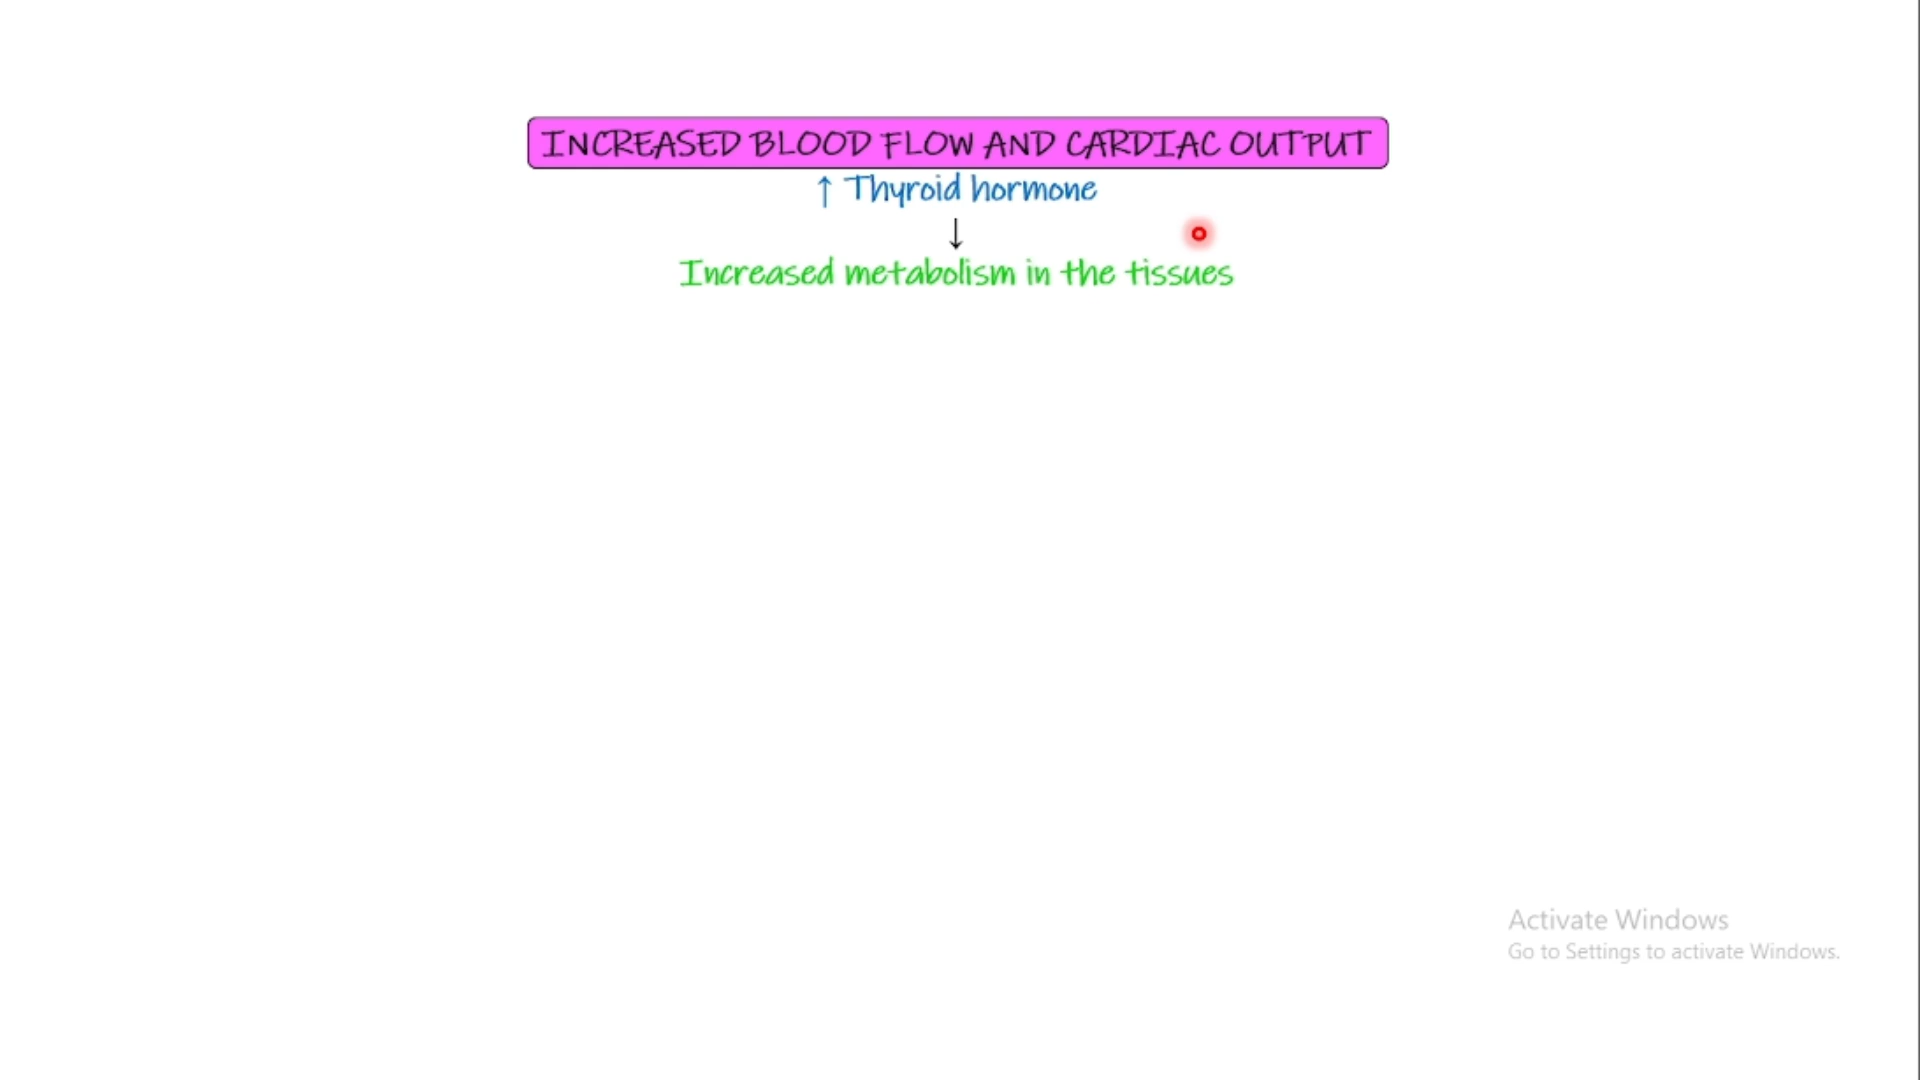 INCREASED BLOOD FLOW AND CARDIAC OUTPUT
↑ Thyroid hormone
↓
Increased metabolism in the tissues
Activate Windows
Go to Settings to activate Windows.